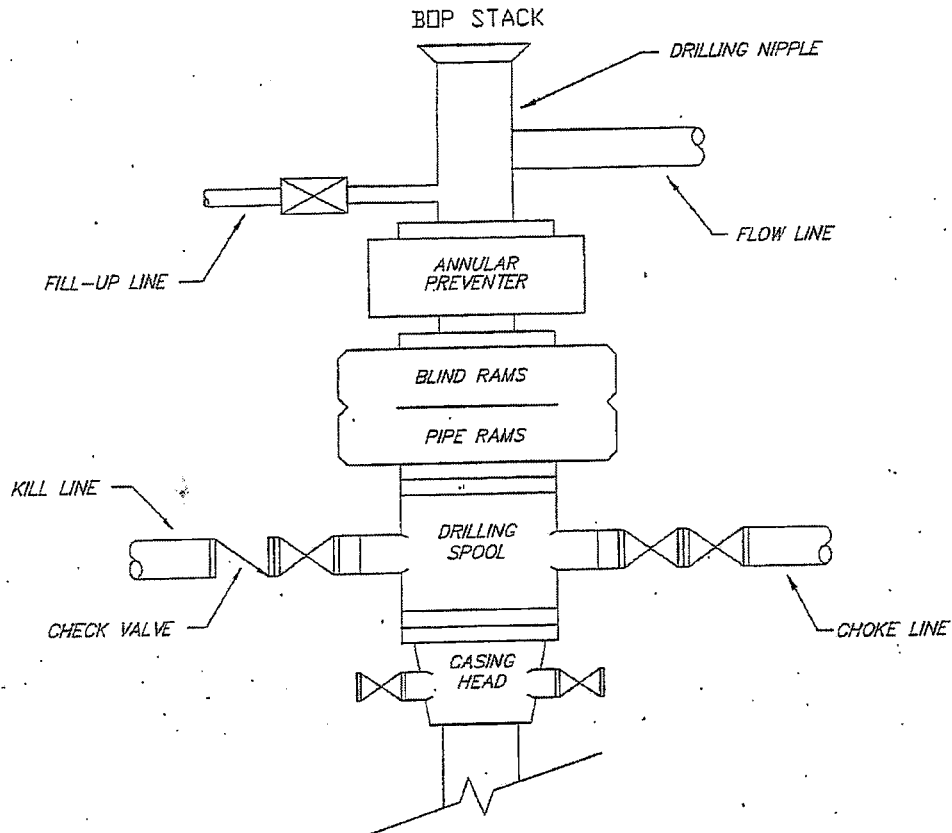 BOP STACK
DRILLING NIPPLE
FLOW LINE
FILL-UP LINE
ANNULAR
PREVENTER
BLIND RAMS
PIPE RAMS
KILL LINE
DRILLING
SPOOL
CHECK VALVE
CHOKE LINE
CASING
HEAD